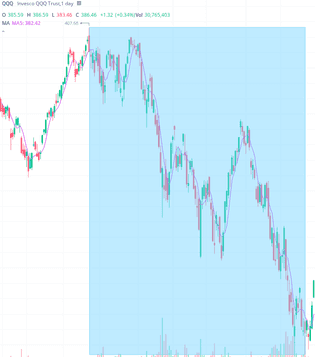 QQQ Invesco QQQ Trust,1 day
O 385.59 H 386.59 L 383.46 C 386.46 +1.32 (+0.34%)Vol 30,765,403
MA MA5: 382.62